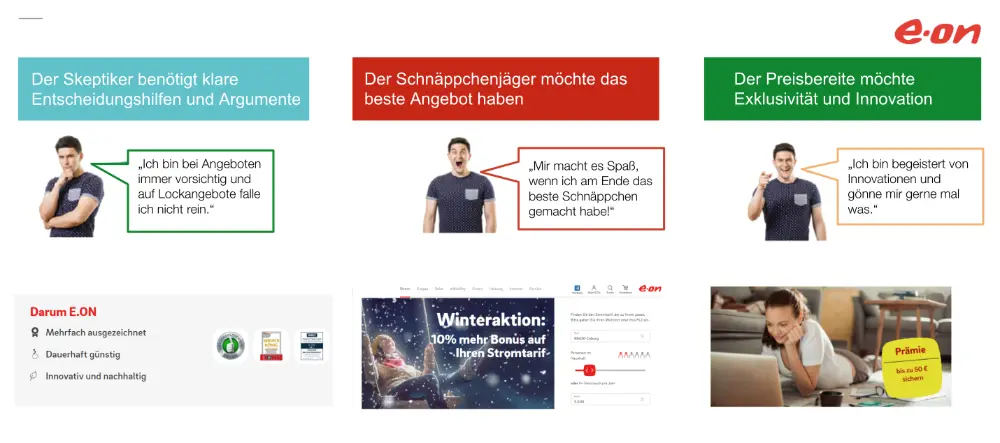 e·on
Der Skeptiker benötigt klare
Entscheidungshilfen und Argumente
Der Schnäppchenjäger möchte das
beste Angebot haben
Der Preisbereite möchte
Exklusivität und Innovation
„Ich bin bei Angeboten
immer vorsichtig und
auf Lockangebote falle
ich nicht rein.“
„Mir macht es Spaß,
wenn ich am Ende das
beste Schnäppchen
gemacht habe!“
„Ich bin begeistert von
Innovationen und
gönne mir gerne mal
was.“
Darum E.ON
Mehrfach ausgezeichnet
Dauerhaft günstig
Innovativ und nachhaltig
e·on
Winteraktion:
10% mehr Bonus auf
Ihren Stromtarif
Personen im
Haushalt
Prämie
bis zu 50 €
sichern